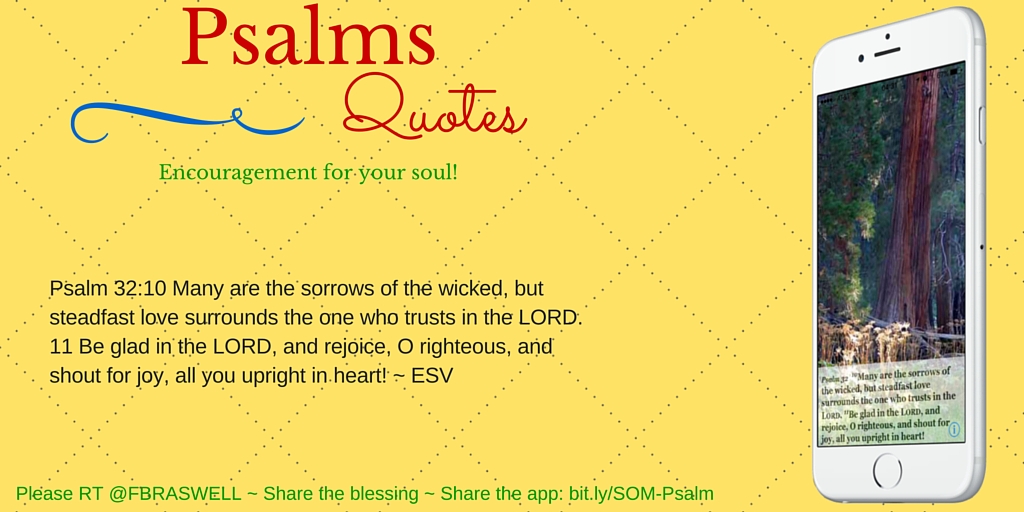 Psalms
Quotes
Encouragement for your soul!
Psalm 32:10 Many are the sorrows of the wicked, but
steadfast love surrounds the one who trusts in the LORD.
11 Be glad in the LORD, and rejoice, O righteous, and
shout for joy, all you upright in heart! ~ ESV
Psalm 32 ¹⁰Many are the sorrows of
the wicked, but steadfast love
surrounds the one who trusts in the
LORD. ¹¹Be glad in the LORD, and
rejoice, O righteous, and shout for
joy, all you upright in heart!
Please RT @FBRASWELL ~ Share the blessing ~ Share the app: bit.ly/SOM-Psalm